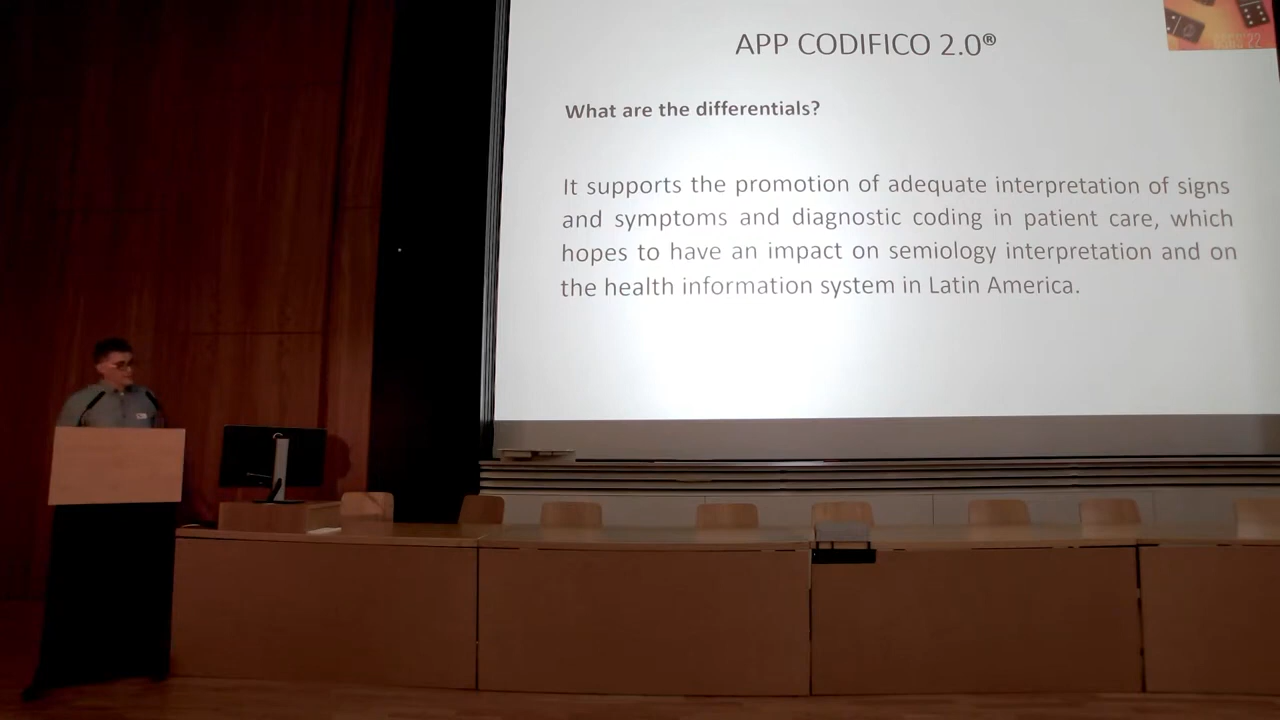 APP CODIFICO 2.0®
What are the differentials?
It supports the promotion of adequate interpretation of signs
and symptoms and diagnostic coding in patient care, which
hopes to have an impact on semiology interpretation and on
the health information system in Latin America.